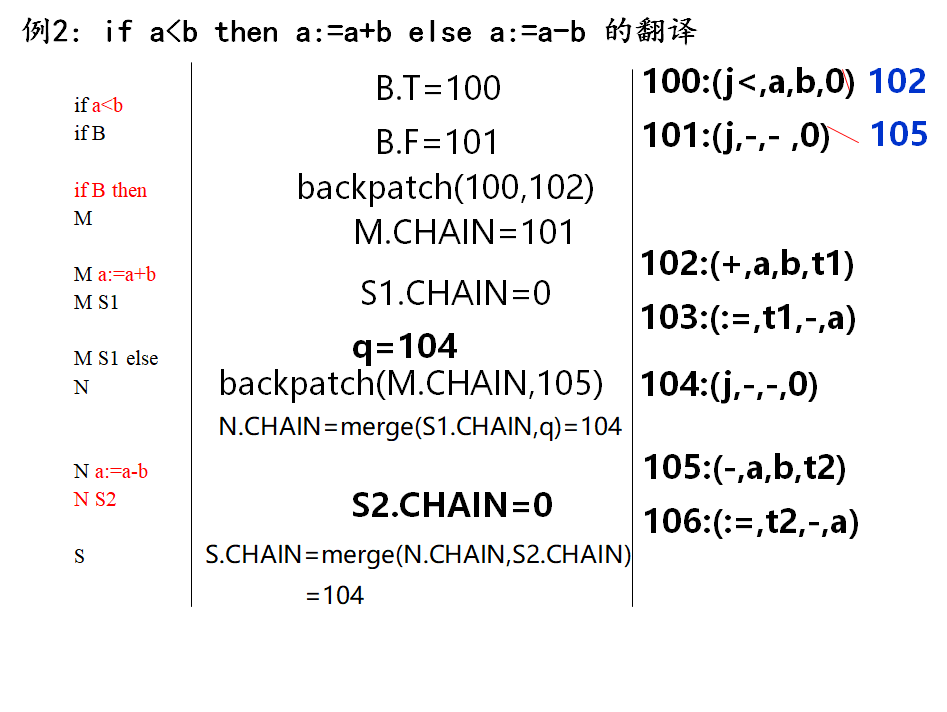 例2: if a<b then a:=a+b else a:=a-b 的翻译
if a<b
if B
if B then
M
M a:=a+b
M S1
M S1 else
N
N a:=a-b
N S2
S
B.T=100
B.F=101
backpatch(100,102)
M.CHAIN=101
S1.CHAIN=0
q=104
backpatch(M.CHAIN,105)
N.CHAIN=merge(S1.CHAIN,q)=104
S2.CHAIN=0
S.CHAIN=merge(N.CHAIN,S2.CHAIN)
=104
100:(j<,a,b,0) 102
101:(j,-,- ,0) 105
102:(+,a,b,t1)
103:(:=,t1,-,a)
104:(j,-,-,0)
105:(-,a,b,t2)
106:(:=,t2,-,a)